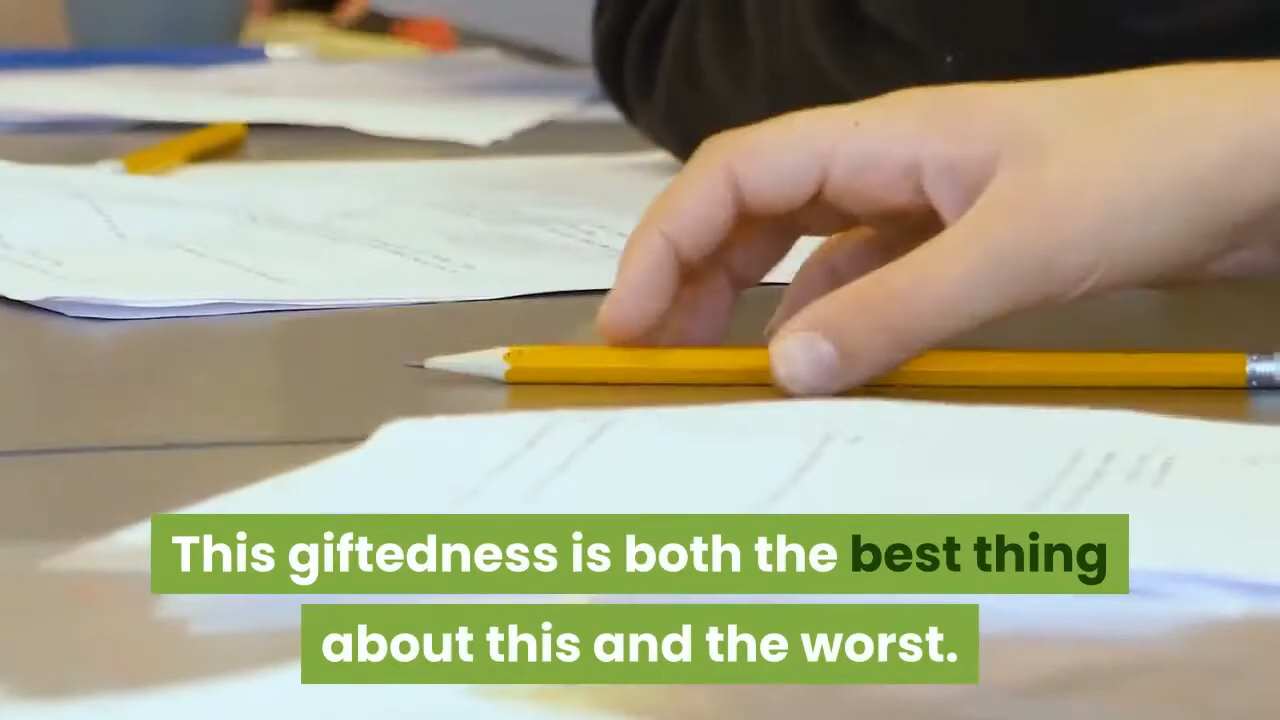 This giftedness is both the best thing
about this and the worst.